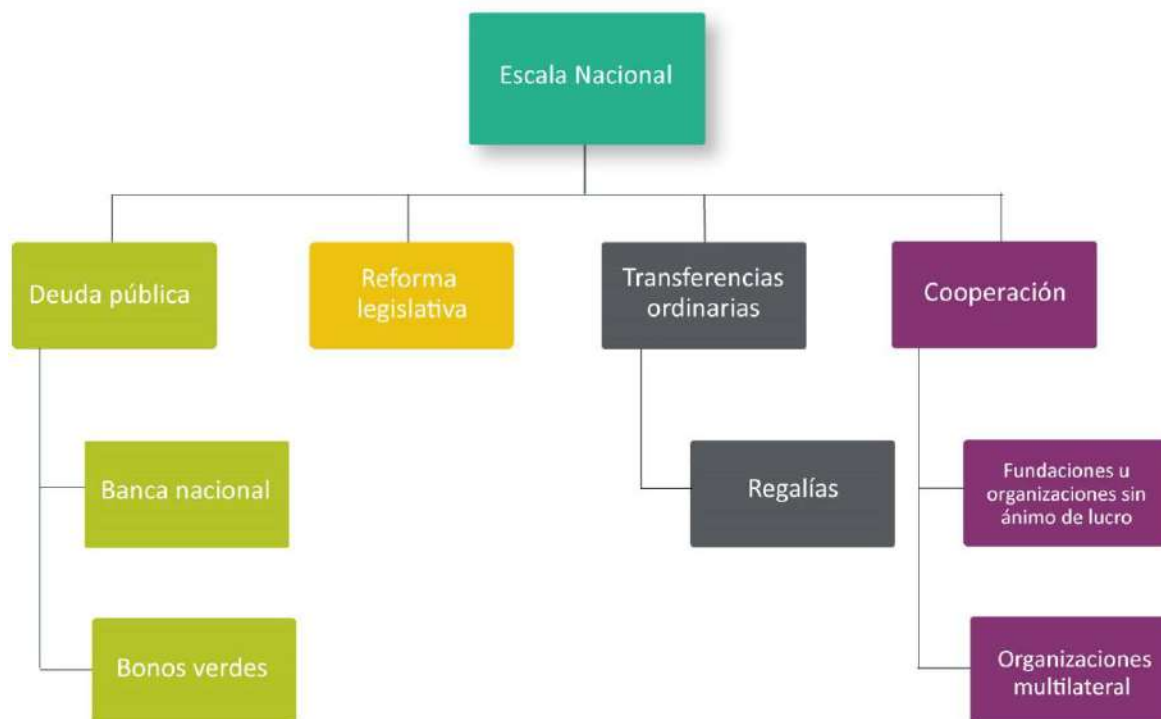 Escala Nacional
Deuda pública
Reforma
legislativa
Transferencias
ordinarias
Cooperación
Banca nacional
Regalías
Fundaciones u
organizaciones sin
ánimo de lucro
Bonos verdes
Organizaciones
multilateral